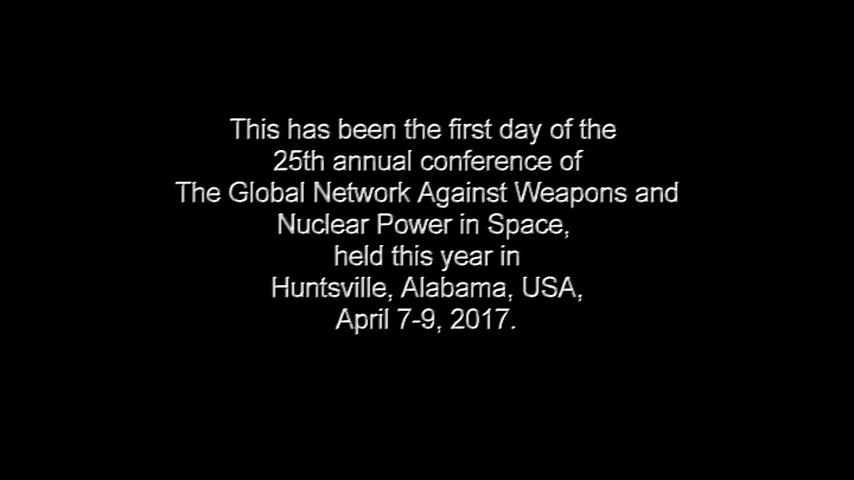 This has been the first day of the
25th annual conference of
The Global Network Against Weapons and
Nuclear Power in Space,
held this year in
Huntsville, Alabama, USA,
April 7-9, 2017.